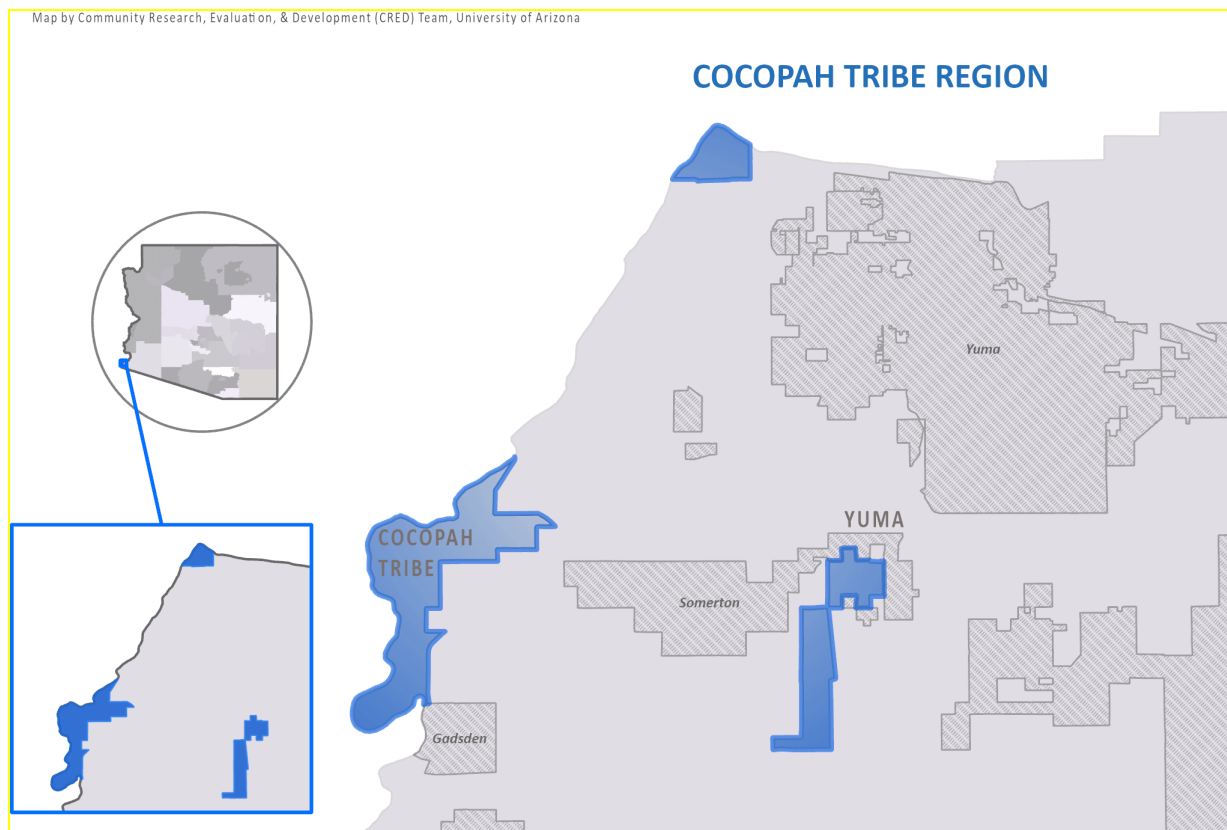 Map by Community Research, Evaluation, & Development (CRED) Team, University of Arizona
COCOPAH TRIBE REGION
Yuma
YUMA
COCOPAH
TRIBE
Somerton
Gadsden